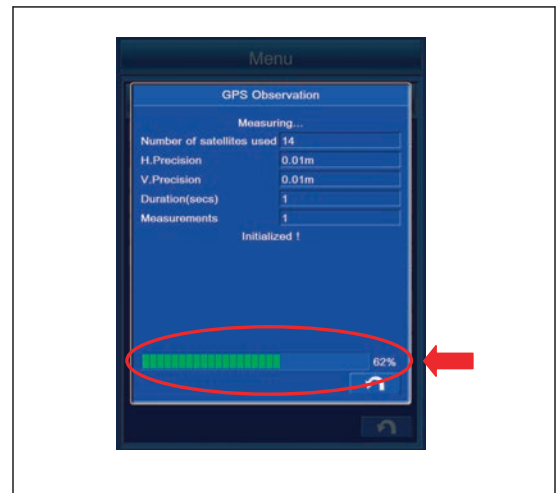 Menu
GPS Observation
Measuring...
Number of satellites used 14
H.Precision 0.01m
V.Precision 0.01m
Duration(secs) 1
Measurements 1
Initialized !
62%